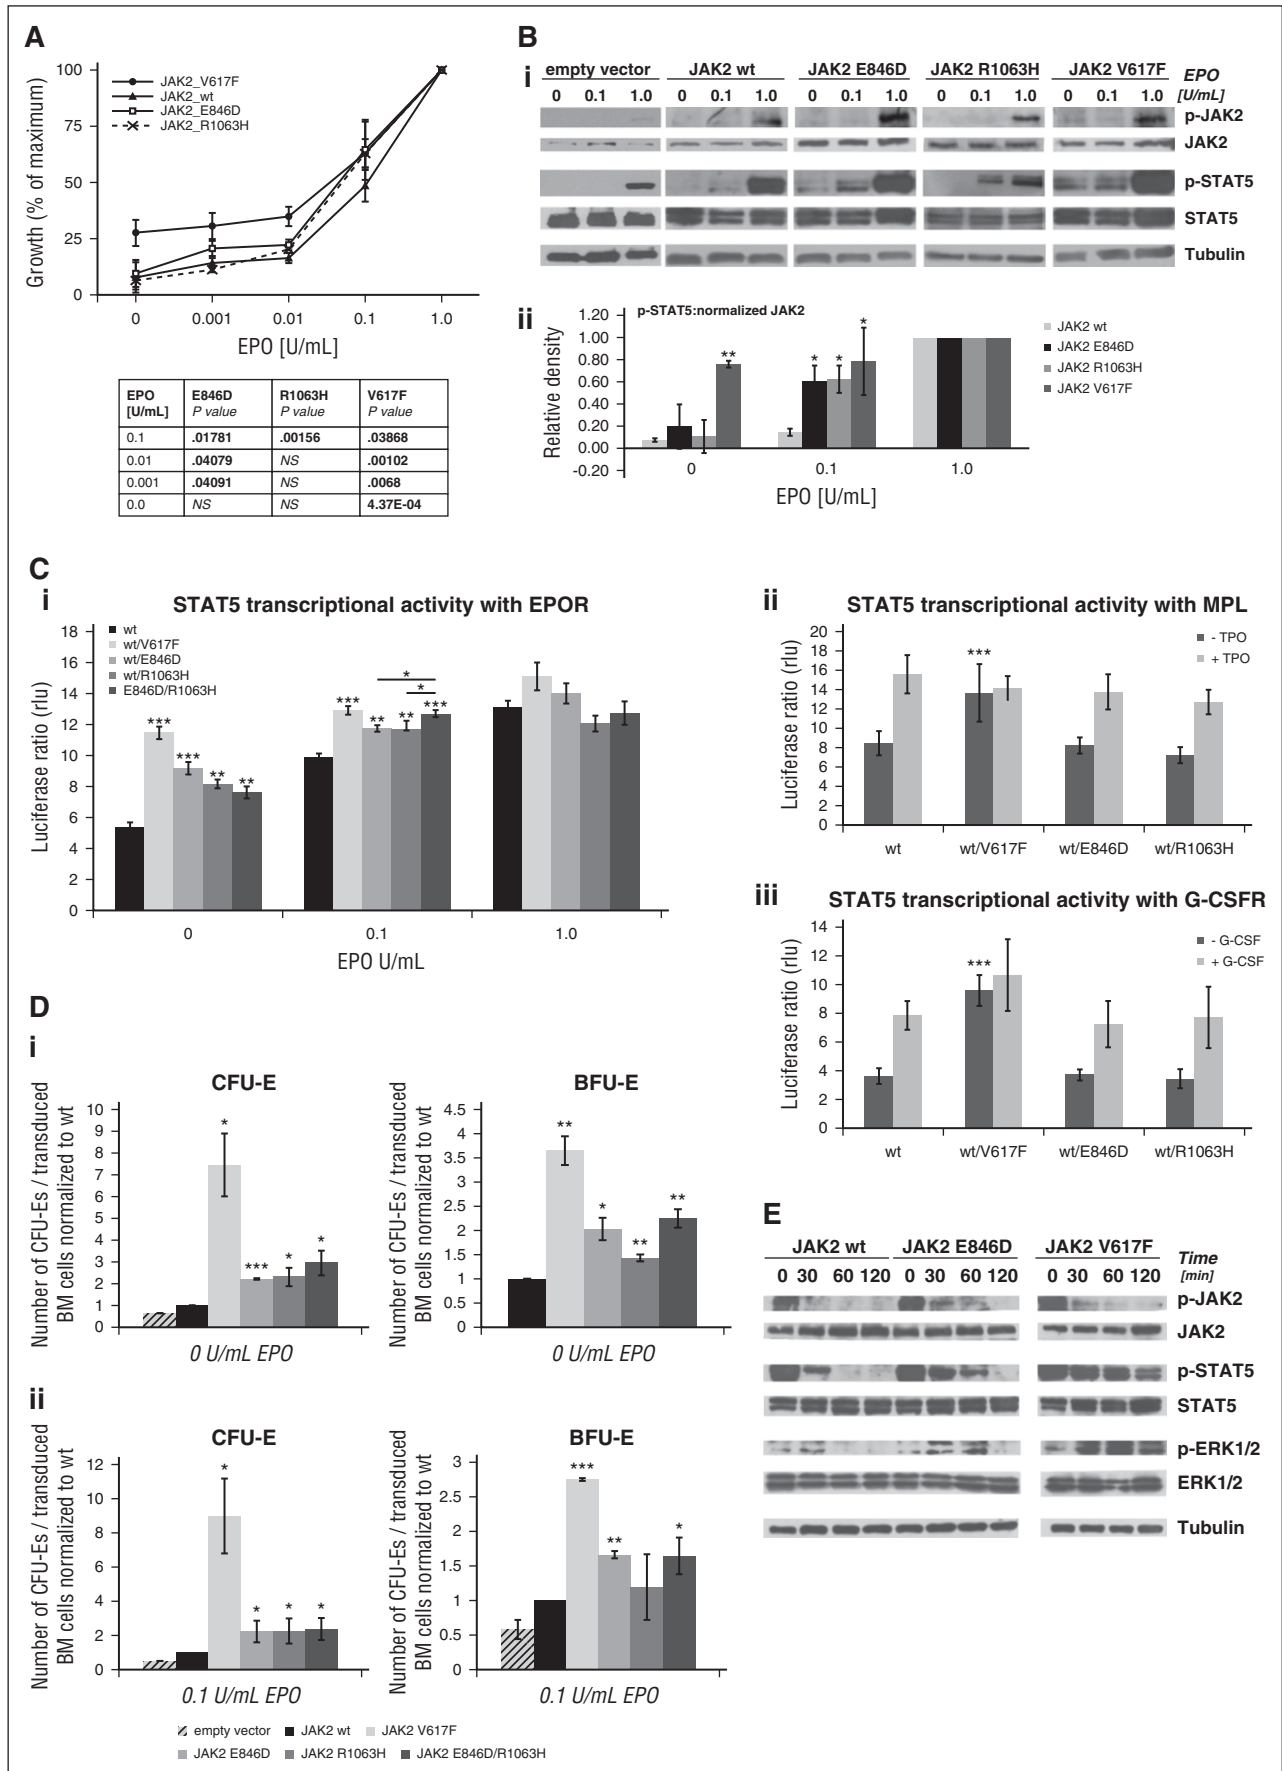 A
100
75
50
25
0
Growth (% of maximum)
JAK2_V617F
JAK2_wt
JAK2_E846D
JAK2_R1063H
0 0.001 0.01 0.1 1.0
EPO [U/mL]
EPO [U/mL] E846D P value R1063H P value V617F P value
0.1 .01781 .00156 .03868
0.01 .04079 NS .00102
0.001 .04091 NS .0068
0.0 NS NS 4.37E-04
B
i
empty vector JAK2 wt JAK2 E846D JAK2 R1063H JAK2 V617F EPO
0 0.1 1.0 0 0.1 1.0 0 0.1 1.0 0 0.1 1.0 0 0.1 1.0 [U/mL]
p-JAK2
JAK2
p-STAT5
STAT5
Tubulin
ii
p-STAT5:normalized JAK2
Relative density
1.20
1.00
0.80
0.60
0.40
0.20
0.00
-0.20
** * * *
JAK2 wt
JAK2 E846D
JAK2 R1063H
JAK2 V617F
0 0.1 1.0
EPO [U/mL]
C
i
STAT5 transcriptional activity with EPOR
Luciferase ratio (rlu)
18
16
14
12
10
8
6
4
2
0
wt
wt/V617F
wt/E846D
wt/R1063H
E846D/R1063H
*** *** ** **
*** ** ** ***
*
*
0 0.1 1.0
EPO U/mL
ii
STAT5 transcriptional activity with MPL
Luciferase ratio (rlu)
20
18
16
14
12
10
8
6
4
2
0
***
- TPO
+ TPO
wt wt/V617F wt/E846D wt/R1063H
iii
STAT5 transcriptional activity with G-CSFR
Luciferase ratio (rlu)
14
12
10
8
6
4
2
0
***
- G-CSF
+ G-CSF
wt wt/V617F wt/E846D wt/R1063H
D
i
CFU-E
Number of CFU-Es / transduced
BM cells normalized to wt
10
9
8
7
6
5
4
3
2
1
0
* *** * *
0 U/mL EPO
BFU-E
Number of CFU-Es / transduced
BM cells normalized to wt
4.5
4
3.5
3
2.5
2
1.5
1
0.5
0
** * ** **
0 U/mL EPO
ii
CFU-E
Number of CFU-Es / transduced
BM cells normalized to wt
12
10
8
6
4
2
0
* * * *
0.1 U/mL EPO
BFU-E
Number of CFU-Es / transduced
BM cells normalized to wt
3
2.5
2
1.5
1
0.5
0
*** ** *
0.1 U/mL EPO
empty vector JAK2 wt JAK2 V617F
JAK2 E846D JAK2 R1063H JAK2 E846D/R1063H
E
JAK2 wt JAK2 E846D JAK2 V617F Time
0 30 60 120 0 30 60 120 0 30 60 120 [min]
p-JAK2
JAK2
p-STAT5
STAT5
p-ERK1/2
ERK1/2
Tubulin